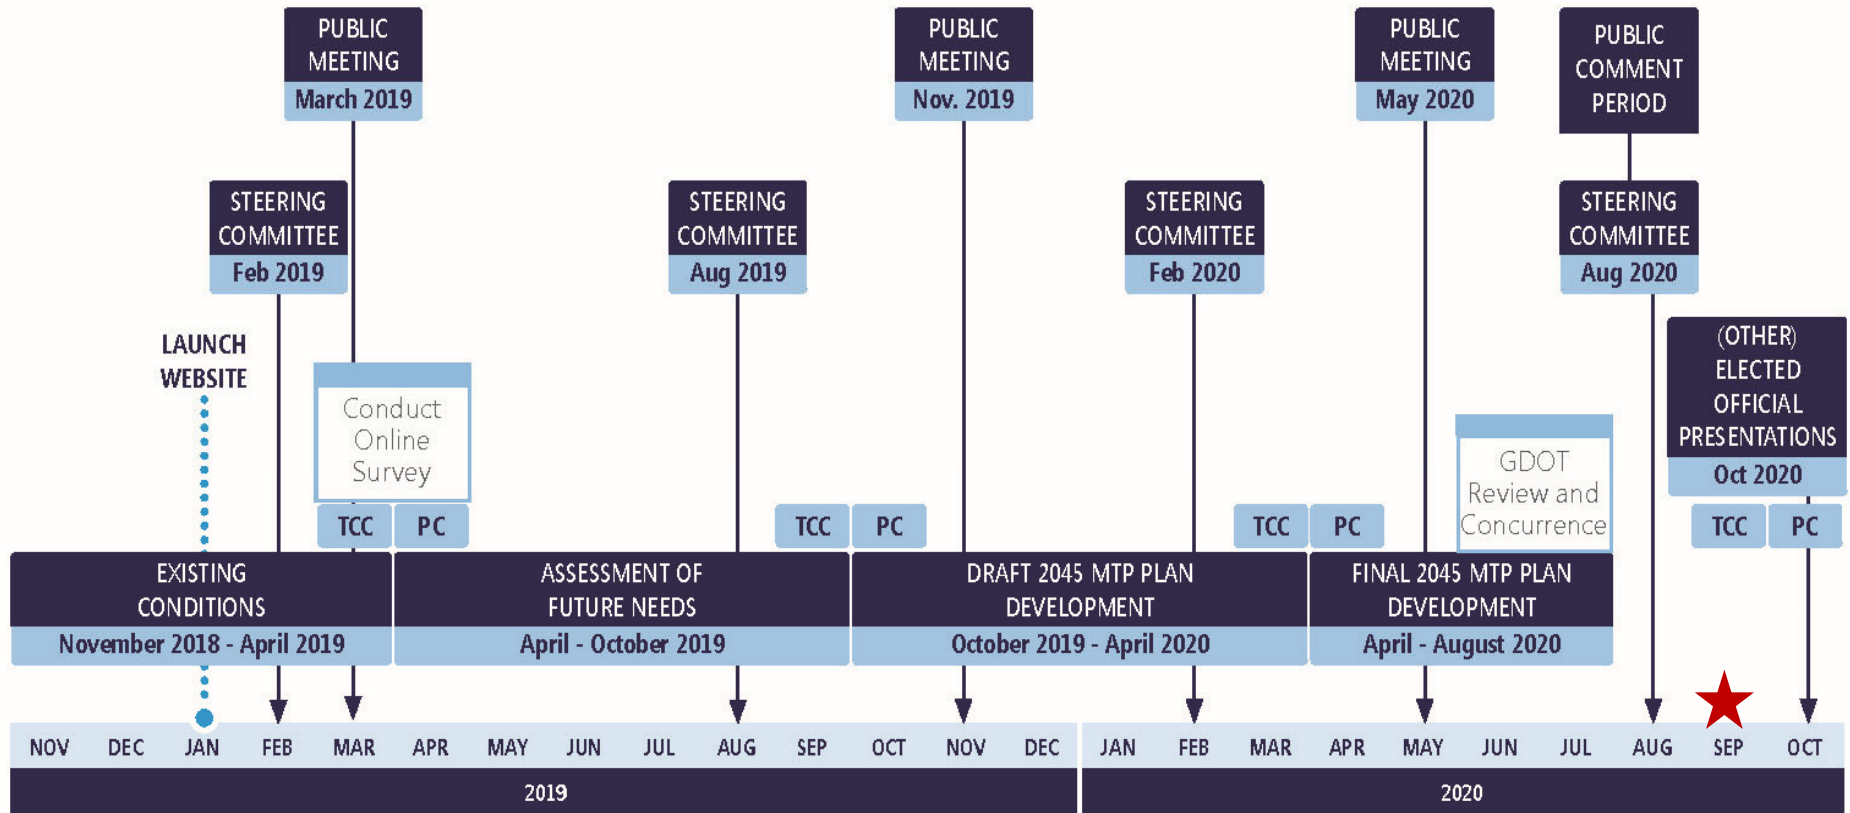 PUBLIC
MEETING
March 2019
PUBLIC
MEETING
Nov. 2019
PUBLIC
MEETING
May 2020
PUBLIC
COMMENT
PERIOD
STEERING
COMMITTEE
Feb 2019
STEERING
COMMITTEE
Aug 2019
STEERING
COMMITTEE
Feb 2020
STEERING
COMMITTEE
Aug 2020
LAUNCH
WEBSITE
Conduct
Online
Survey
GDOT
Review and
Concurrence
(OTHER)
ELECTED
OFFICIAL
PRESENTATIONS
Oct 2020
TCC PC
TCC PC
TCC PC
TCC PC
EXISTING
CONDITIONS
November 2018 - April 2019
ASSESSMENT OF
FUTURE NEEDS
April - October 2019
DRAFT 2045 MTP PLAN
DEVELOPMENT
October 2019 - April 2020
FINAL 2045 MTP PLAN
DEVELOPMENT
April - August 2020
NOV DEC JAN FEB MAR APR MAY JUN JUL AUG SEP OCT NOV DEC JAN FEB MAR APR MAY JUN JUL AUG SEP OCT
2019 2020